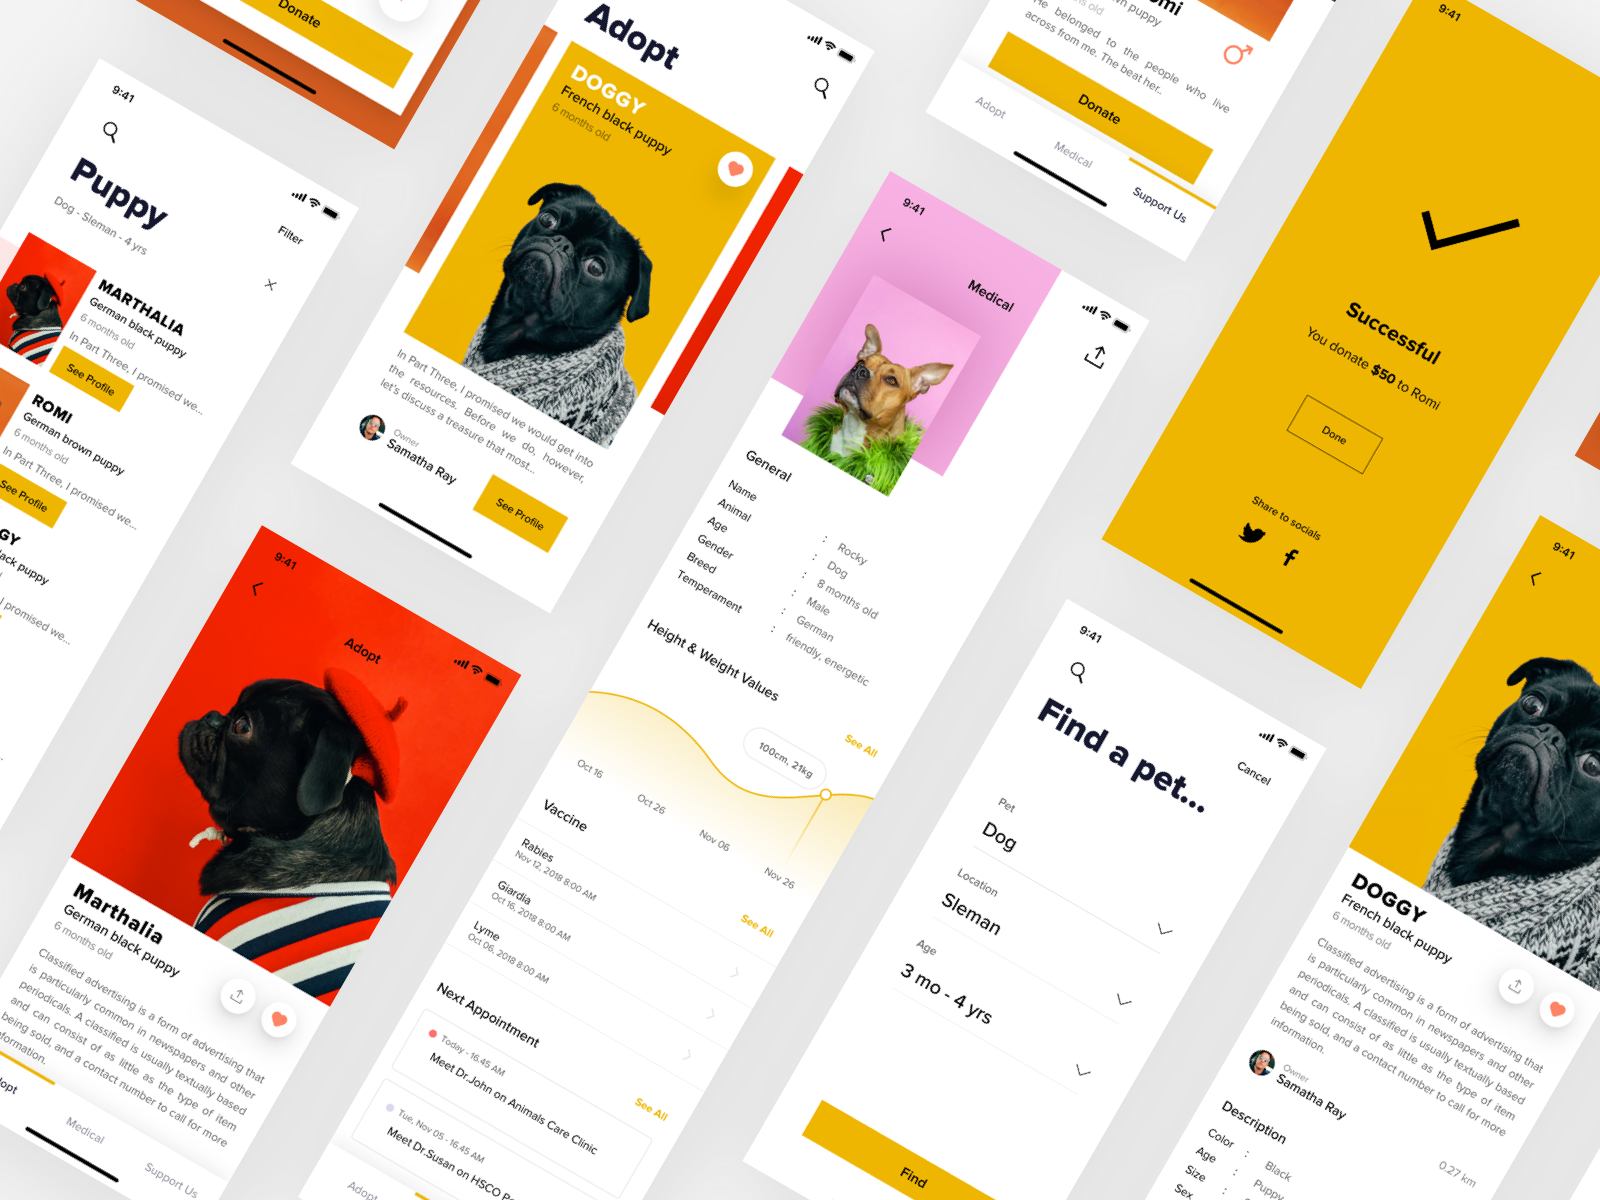 Donate
9:41
Puppy
Dog - Sleman - 4 yrs
Filter
MARTHALIA
German black puppy
6 months old
In Part Three, I promised we...
See Profile
ROMI
German brown puppy
6 months old
In Part Three, I promised we...
See Profile
Adopt
DOGGY
French black puppy
6 months old
In Part Three, I promised we would get into
the resources. Before we do, however,
let's discuss a treasure that most...
Owner
Samatha Ray
See Profile
9:41
Adopt
Marthalia
German black puppy
6 months old
Classified advertising is a form of advertising that
is particularly common in newspapers and other
periodicals. A classified is usually textually based
and can consist of as little as the type of item
being sold, and a contact number to call for more
Medical
Support Us
He belonged to the people who live
across from me. The beat her..
Donate
Adopt
Medical
Support Us
9:41
Medical
General
Name : Rocky
Animal : Dog
Age : 8 months old
Gender : Male
Breed : German
Temperament : friendly, energetic
Height & Weight Values
See All
100cm, 21kg
Oct 16
Oct 26
Nov 06
Nov 26
Vaccine
See All
Rabies
Nov 12, 2018 8:00 AM
Giardia
Oct 16, 2018 8:00 AM
Lyme
Oct 06, 2018 8:00 AM
Next Appointment
See All
Today - 16.45 AM
Meet Dr.John on Animals Care Clinic
Tue, Nov 05 - 16.45 AM
Meet Dr.Susan on HSCO
Adopt
9:41
Successful
You donate $50 to Romi
Done
Share to socials
9:41
Find a pet...
Cancel
Pet
Dog
Location
Sleman
Age
3 mo - 4 yrs
Find
9:41
DOGGY
French black puppy
6 months old
Classified advertising is a form of advertising that
is particularly common in newspapers and other
periodicals. A classified is usually textually based
and can consist of as little as the type of item
being sold, and a contact number to call for more
information.
Owner
Samatha Ray
Description
0.27 km
Color : Black
Age : Puppy
Size :
Sex